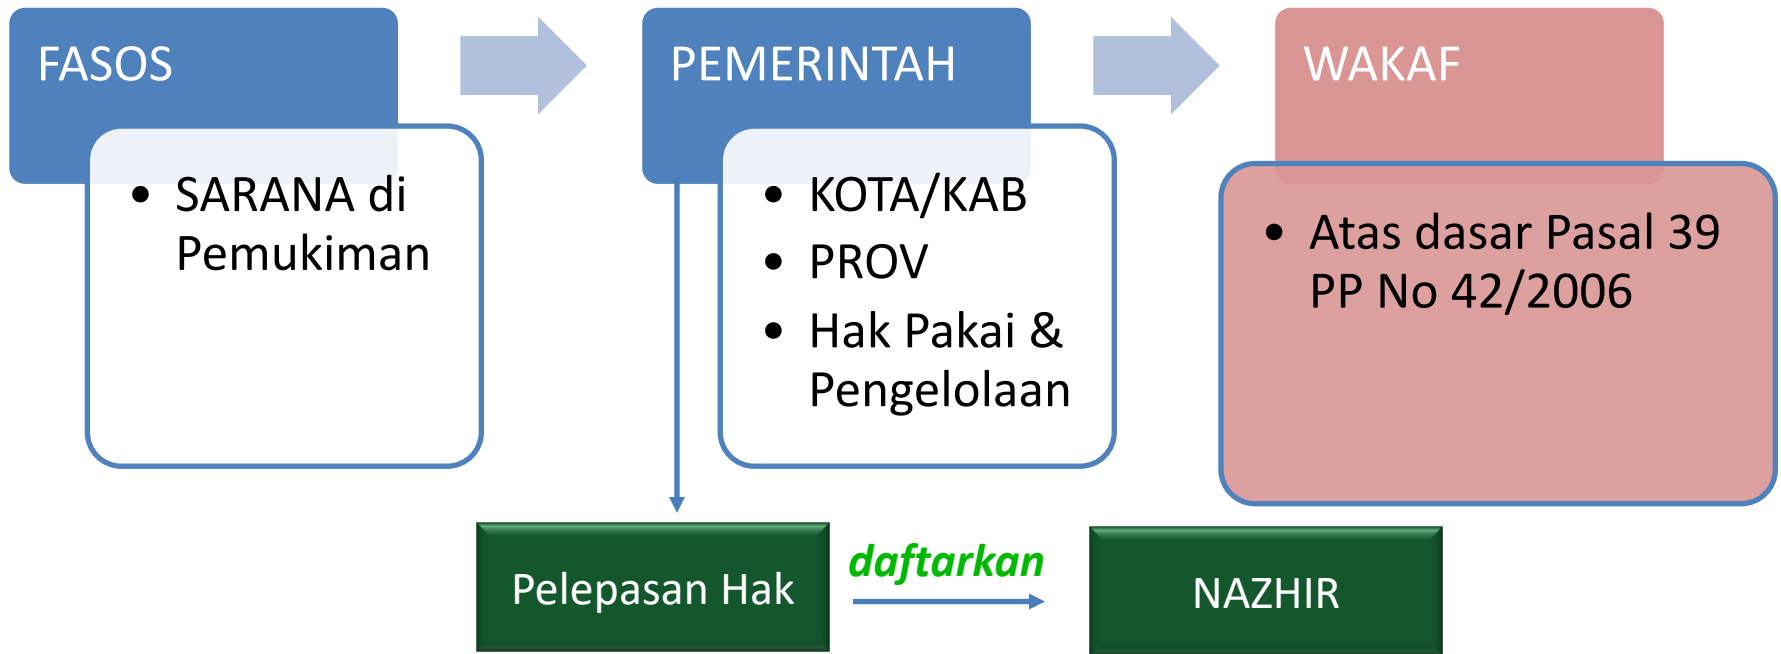 FASOS
• SARANA di
Pemukiman
PEMERINTAH
• KOTA/KAB
• PROV
• Hak Pakai &
Pengelolaan
WAKAF
• Atas dasar Pasal 39
PP No 42/2006
Pelepasan Hak
daftarkan
NAZHIR